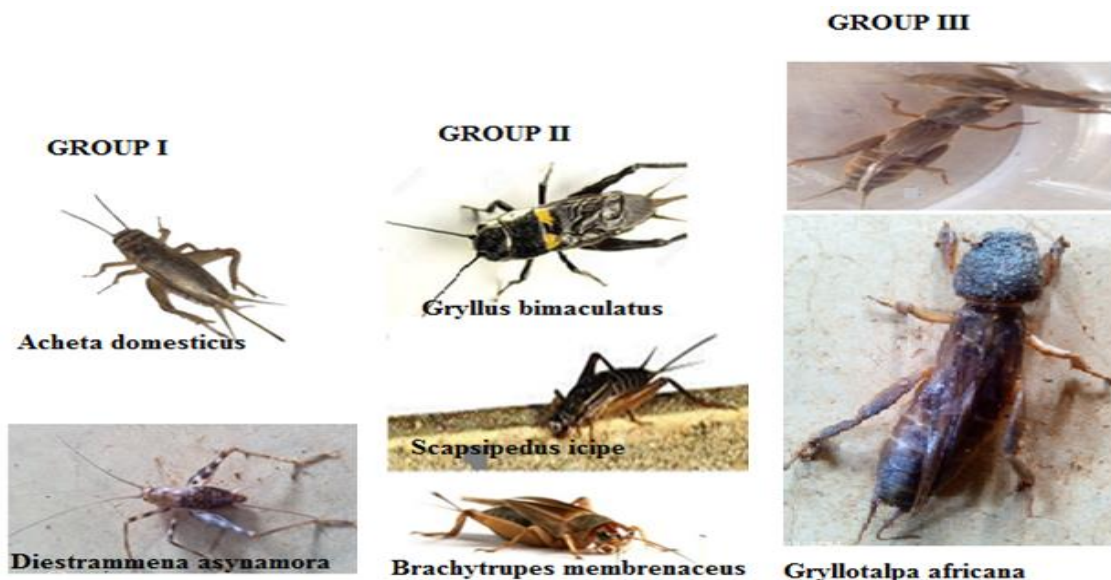 GROUP I
Acheta domesticus
Diestrammena asynamora
GROUP II
Gryllus bimaculatus
Scapsipedus icipe
Brachytrupes membrenaceus
GROUP III
Gryllotalpa africana